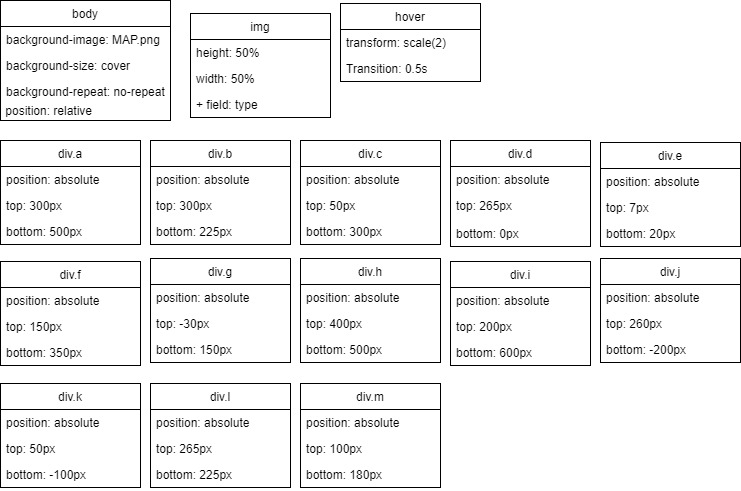 body
background-image: MAP.png
background-size: cover
background-repeat: no-repeat
position: relative
img
height: 50%
width: 50%
+ field: type
hover
transform: scale(2)
Transition: 0.5s
div.a
position: absolute
top: 300px
bottom: 500px
div.b
position: absolute
top: 300px
bottom: 225px
div.c
position: absolute
top: 50px
bottom: 300px
div.d
position: absolute
top: 265px
bottom: 0px
div.e
position: absolute
top: 7px
bottom: 20px
div.f
position: absolute
top: 150px
bottom: 350px
div.g
position: absolute
top: -30px
bottom: 150px
div.h
position: absolute
top: 400px
bottom: 500px
div.i
position: absolute
top: 200px
bottom: 600px
div.j
position: absolute
top: 260px
bottom: -200px
div.k
position: absolute
top: 50px
bottom: -100px
div.l
position: absolute
top: 265px
bottom: 225px
div.m
position: absolute
top: 100px
bottom: 180px